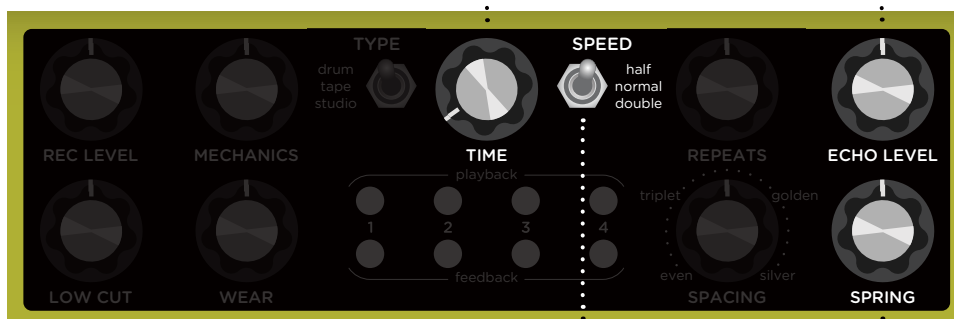 TYPE
drum
tape
studio
SPEED
half
normal
double
REC LEVEL
MECHANICS
TIME
REPEATS
ECHO LEVEL
playback
triplet
golden
1 2 3 4
even
silver
feedback
LOW CUT
WEAR
SPACING
SPRING